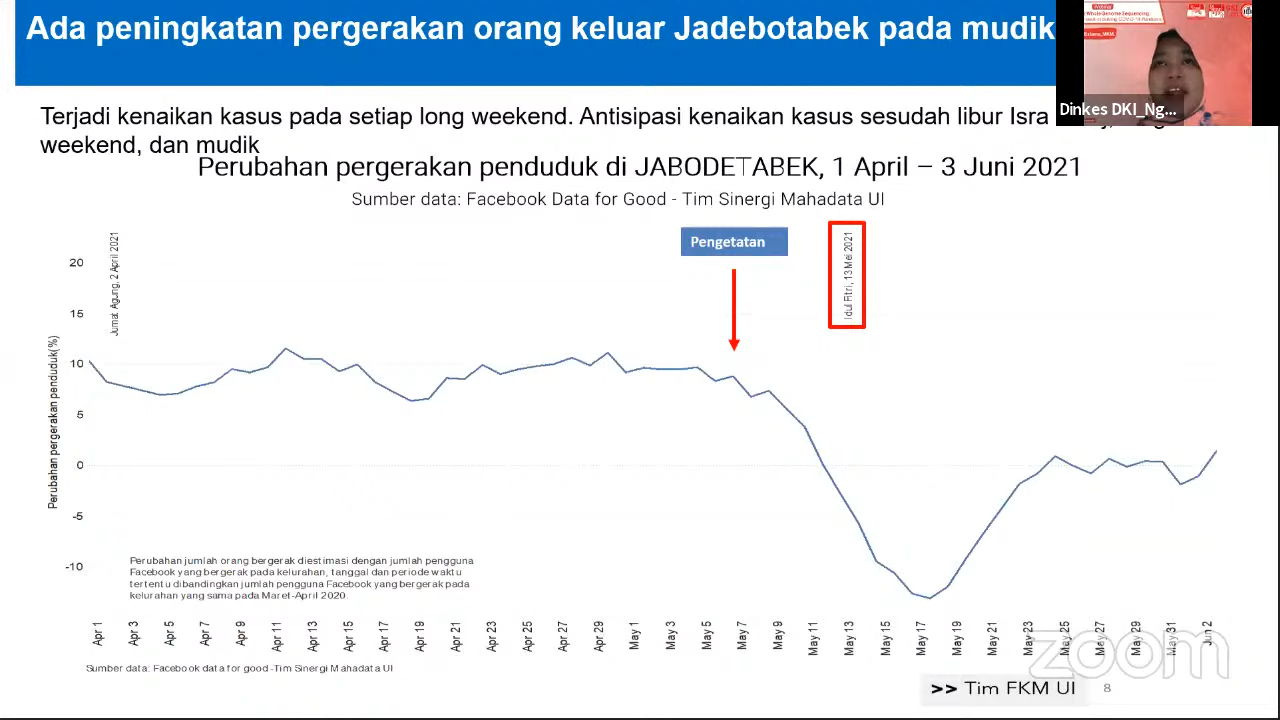 Ada peningkatan pergerakan orang keluar Jadebotabek pada mudik
Webinar
Dinkes DKI_Ng...
Terjadi kenaikan kasus pada setiap long weekend. Antisipasi kenaikan kasus sesudah libur Isra
weekend, dan mudik
Perubahan pergerakan penduduk di JABODETABEK, 1 April – 3 Juni 2021
Sumber data: Facebook Data for Good - Tim Sinergi Mahadata UI
Pengetatan
Jumat Agung, 2 April 2021
Idul Fitri, 13 Mei 2021
Perubahan pergerakan penduduk(%)
20
15
10
5
0
-5
-10
Perubahan jumlah orang bergerak diestimasi dengan jumlah pengguna
Facebook yang bergerak pada kelurahan, tanggal dan periode waktu
tertentu dibandingkan jumlah pengguna Facebook yang bergerak pada
kelurahan yang sama pada Maret-April 2020.
Apr 1 Apr 3 Apr 5 Apr 7 Apr 9 Apr 11 Apr 13 Apr 15 Apr 17 Apr 19 Apr 21 Apr 23 Apr 25 Apr 27 Apr 29 May 1 May 3 May 5 May 7 May 9 May 11 May 13 May 15 May 17 May 19 May 21 May 23 May 25 May 27 May 29 May 31 Jun 2
Sumber data: Facebook data for good -Tim Sinergi Mahadata UI
zoom
>> Tim FKM UI
8